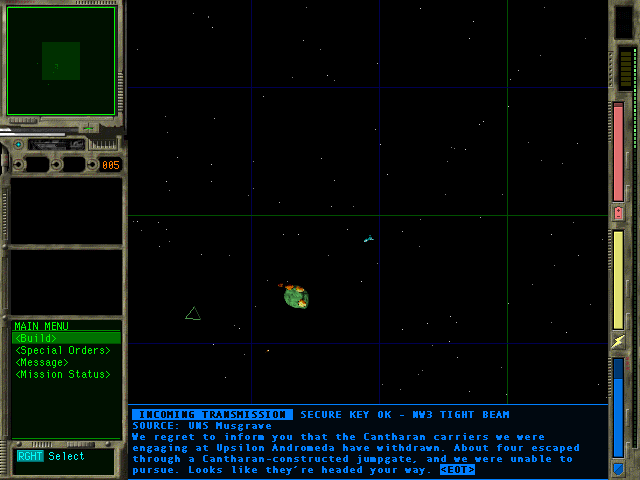 005
MAIN MENU
<Build>
<Special Orders>
<Message>
<Mission Status>
RGHT Select
INCOMING TRANSMISSION SECURE KEY OK - NW3 TIGHT BEAM
SOURCE: UNS Musgrave
We regret to inform you that the Cantharan carriers we were
engaging at Upsilon Andromeda have withdrawn. About four escaped
through a Cantharan-constructed jumpgate, and we were unable to
pursue. Looks like they're headed your way. <EOT>